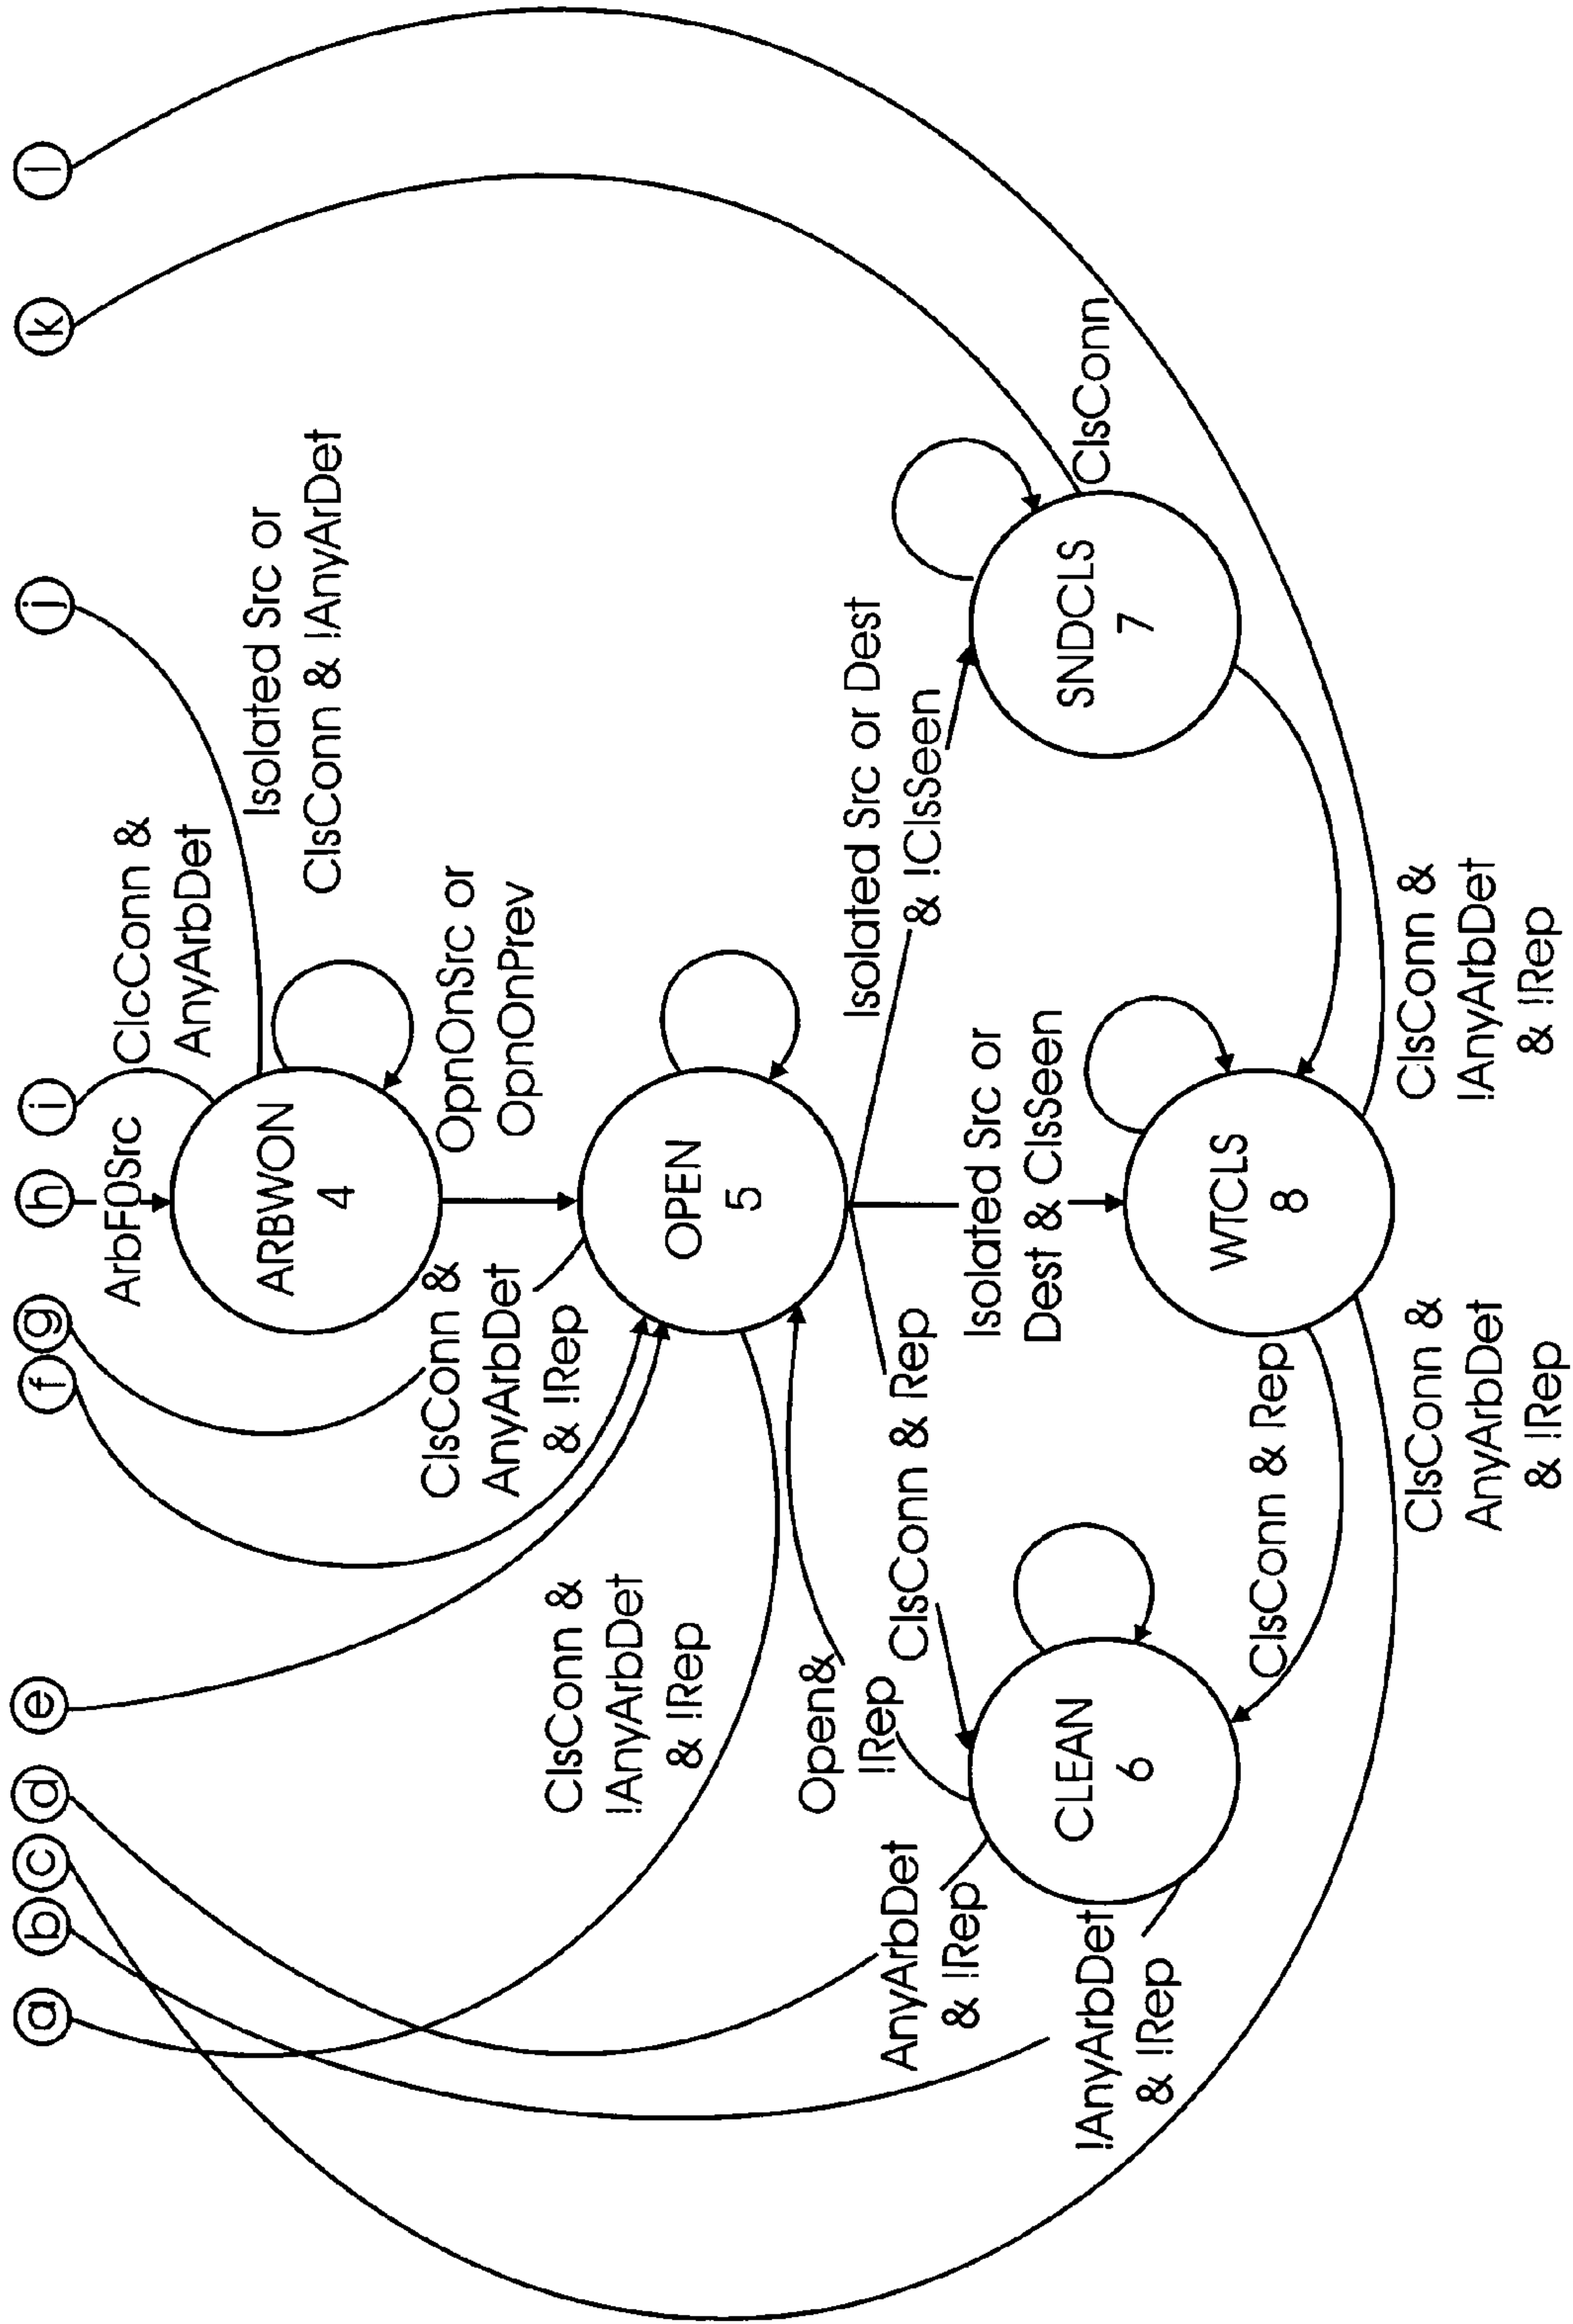 a
b
c
d
e
f
g
h
i
j
k
l
ArbF0Src
ClcConn &
AnyArbDet
Isolated Src or
ClsConn & !AnyArDet
ARBWON
4
OpnOnSrc or
OpnOnPrev
ClsConn &
AnyArbDet
& !Rep
ClsConn &
!AnyArbDet
& !Rep
OPEN
5
Open&
!Rep
ClsConn & Rep
Isolated Src or Dest
& !ClsSeen
Isolated Src or
Dest & ClsSeen
AnyArbDet
& !Rep
CLEAN
6
SNDCLS
7
ClsConn
!AnyArbDet
& !Rep
WTCLS
8
ClsConn & Rep
ClsConn &
AnyArbDet
& !Rep
ClsConn &
!AnyArbDet
& !Rep